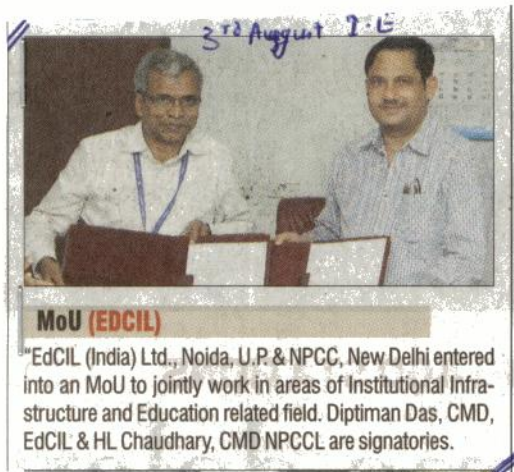 3rd August I.E
MoU (EDCIL)
"EdCIL (India) Ltd., Noida, U.P. & NPCC, New Delhi entered
into an MoU to jointly work in areas of Institutional Infra-
structure and Education related field. Diptiman Das, CMD,
EdCIL & HL Chaudhary, CMD NPCCL are signatories.